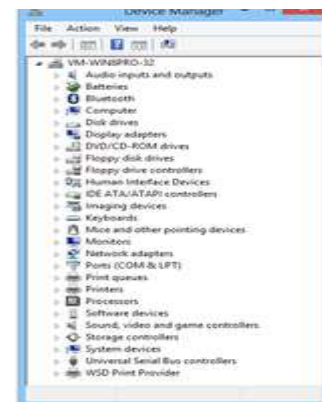 Device Manager
File Action View Help
VM-WIN8PRO-32
Audio inputs and outputs
Batteries
Bluetooth
Computer
Disk drives
Display adapters
DVD/CD-ROM drives
Floppy disk drives
Floppy drive controllers
Human Interface Devices
IDE ATA/ATAPI controllers
Imaging devices
Keyboards
Mice and other pointing devices
Monitors
Network adapters
Ports (COM & LPT)
Print queues
Printers
Processors
Software devices
Sound, video and game controllers
Storage controllers
System devices
Universal Serial Bus controllers
WSD Print Provider